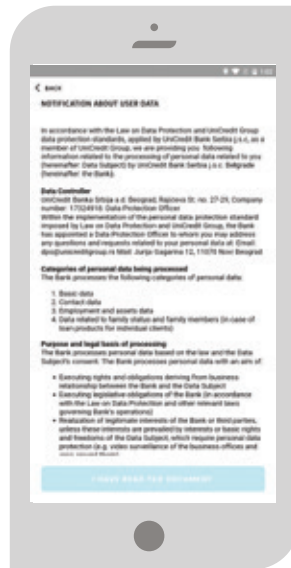 BACK
NOTIFICATION ABOUT USER DATA
In accordance with the Law on Data Protection and UniCredit Group
data protection standards, applied by UniCredit Bank Serbia j.s.c, as a
member of UniCredit Group, we are providing you following
information related to the processing of personal data related to you
(hereinafter: Data Subject) by UniCredit Bank Serbia j.s.c. Belgrade
(hereinafter: the Bank).
Data Controller
UniCredit Banka Srbija a.d. Beograd, Rajiceva St. no. 27-29, Company
number: 17324918. Data Protection Officer
Within the implementation of the personal data protection standard
imposed by Law on Data Protection and UniCredit Group, the Bank
has appointed a Data Protection Officer to whom you may address
any questions and requests related to your personal data at: Email:
dpo@unicreditgroup.rs Mail: Jurija Gagarina 12, 11070 Novi Beograd
Categories of personal data being processed
The Bank processes the following categories of personal data:
1. Basic data
2. Contact data
3. Employment and assets data
4. Data related to family status and family members (in case of
loan products for individual clients)
Purpose and legal basis of processing
The Bank processes personal data based on the law and the Data
Subject's consent. The Bank processes personal data with an aim of:
• Executing rights and obligations deriving from business
relationship between the Bank and the Data Subject
• Executing legislative obligations of the Bank (in accordance
with the Law on Data Protection and other relevant laws
governing Bank's operations)
• Realization of legitimate interests of the Bank or third parties,
unless these interests are prevailed by interests or basic rights
and freedoms of the Data Subject, which require personal data
protection (e.g. video surveillance of the business offices and
I HAVE READ THE DOCUMENT